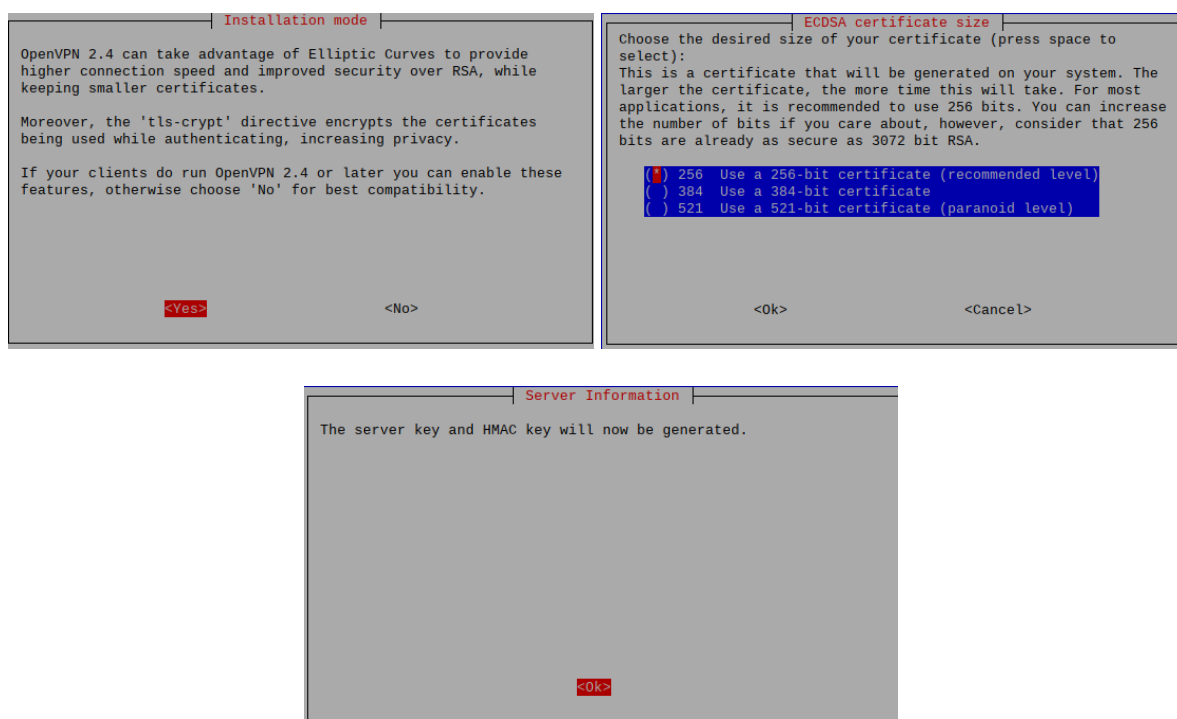 Installation mode
OpenVPN 2.4 can take advantage of Elliptic Curves to provide
higher connection speed and improved security over RSA, while
keeping smaller certificates.
Moreover, the 'tls-crypt' directive encrypts the certificates
being used while authenticating, increasing privacy.
If your clients do run OpenVPN 2.4 or later you can enable these
features, otherwise choose 'No' for best compatibility.
<Yes> <No>
ECDSA certificate size
Choose the desired size of your certificate (press space to
select):
This is a certificate that will be generated on your system. The
larger the certificate, the more time this will take. For most
applications, it is recommended to use 256 bits. You can increase
the number of bits if you care about, however, consider that 256
bits are already as secure as 3072 bit RSA.
(*) 256 Use a 256-bit certificate (recommended level)
( ) 384 Use a 384-bit certificate
( ) 521 Use a 521-bit certificate (paranoid level)
<Ok> <Cancel>
Server Information
The server key and HMAC key will now be generated.
<Ok>